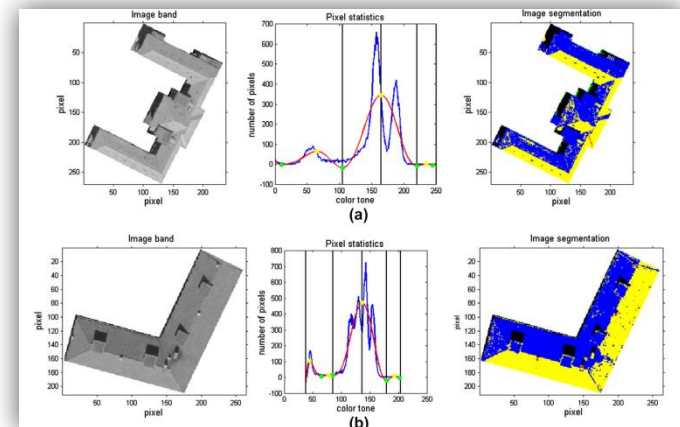 Image band
Pixel statistics
Image segmentation
pixel
50
100
150
200
250
50 100 150 200
pixel
number of pixels
700
600
500
400
300
200
100
0
-100
0 50 100 150 200 250
color tone
pixel
50
100
150
200
250
50 100 150 200
pixel
(a)
Image band
Pixel statistics
Image segmentation
pixel
20
40
60
80
100
120
140
160
180
200
50 100 150 200 250
pixel
number of pixels
800
700
600
500
400
300
200
100
0
-100
0 50 100 150 200 250
color tone
pixel
20
40
60
80
100
120
140
160
180
200
50 100 150 200 250
pixel
(b)